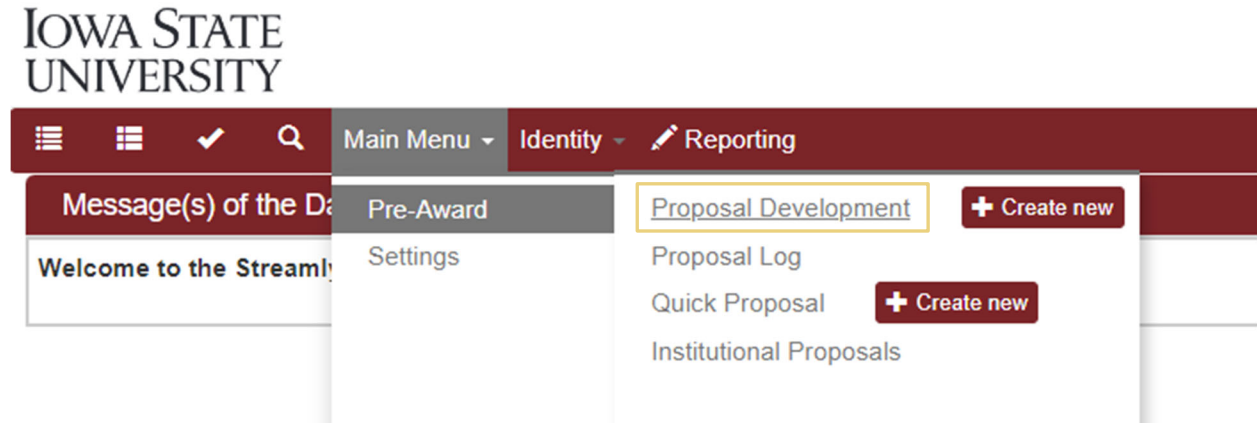 IOWA STATE
UNIVERSITY
Main Menu Identity Reporting
Message(s) of the Da
Pre-Award
Settings
Proposal Development Create new
Proposal Log
Quick Proposal Create new
Institutional Proposals
Welcome to the Streaml